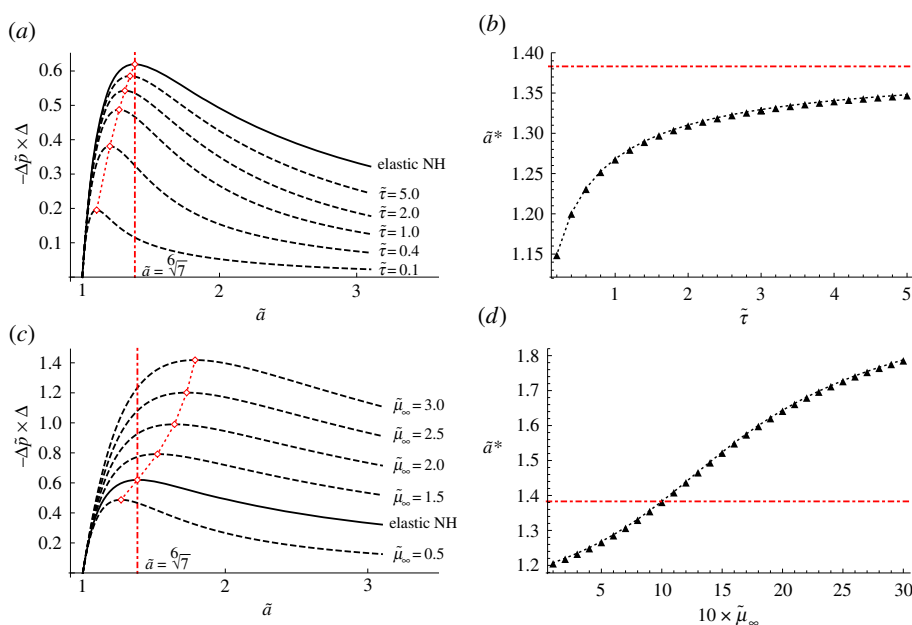 (a)
−Δp̃ × Δ
0.6
0.5
0.4
0.3
0.2
0.1
0
1
2
3
ã
ã = ⁶√7
elastic NH
τ̃ = 5.0
τ̃ = 2.0
τ̃ = 1.0
τ̃ = 0.4
τ̃ = 0.1
(b)
ã*
1.40
1.35
1.30
1.25
1.20
1.15
1
2
3
4
5
τ̃
(c)
−Δp̃ × Δ
1.4
1.2
1.0
0.8
0.6
0.4
0.2
0
1
2
3
ã
ã = ⁶√7
μ̃∞ = 3.0
μ̃∞ = 2.5
μ̃∞ = 2.0
μ̃∞ = 1.5
elastic NH
μ̃∞ = 0.5
(d)
ã*
1.8
1.7
1.6
1.5
1.4
1.3
1.2
5
10
15
20
25
30
10 × μ̃∞